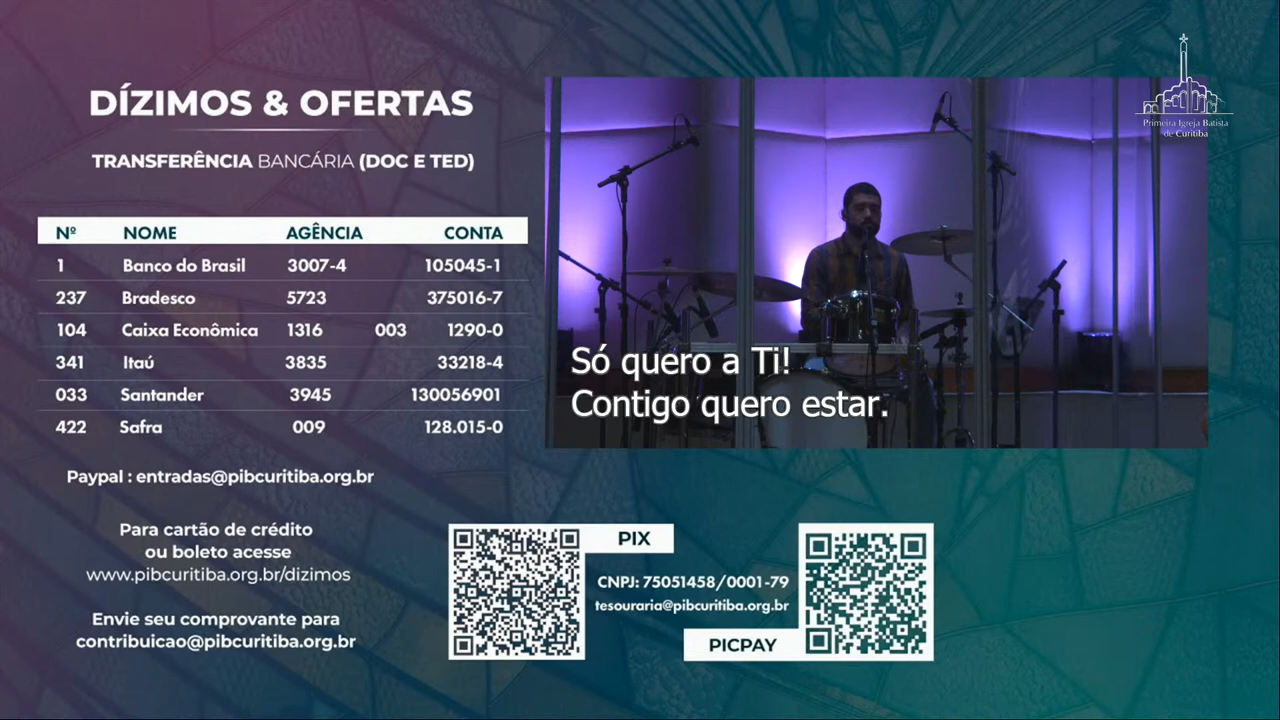 DÍZIMOS & OFERTAS
TRANSFERÊNCIA BANCÁRIA (DOC E TED)
Nº NOME AGÊNCIA CONTA
1 Banco do Brasil 3007-4 105045-1
237 Bradesco 5723 375016-7
104 Caixa Econômica 1316 003 1290-0
341 Itaú 3835 33218-4
033 Santander 3945 130056901
422 Safra 009 128.015-0
Paypal : entradas@pibcuritiba.org.br
Para cartão de crédito
ou boleto acesse
www.pibcuritiba.org.br/dizimos
Envie seu comprovante para
contribuicao@pibcuritiba.org.br
Primeira Igreja Batista
de Curitiba
Só quero a Ti!
Contigo quero estar.
PIX
CNPJ: 75051458/0001-79
tesouraria@pibcuritiba.org.br
PICPAY